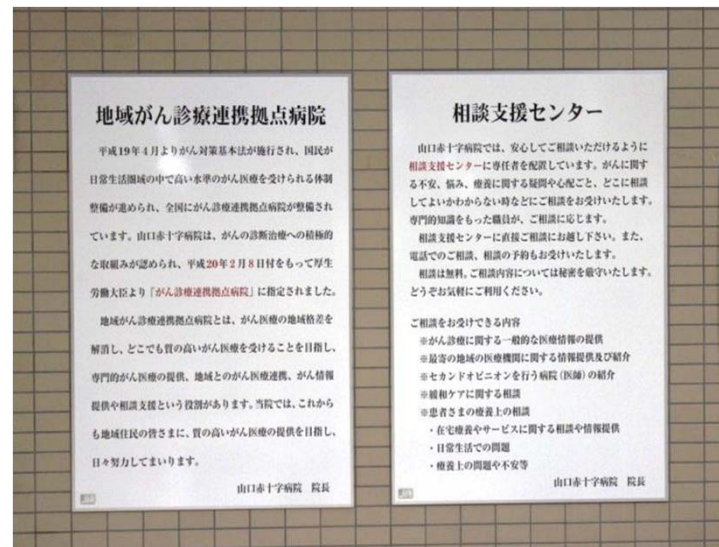 地域がん診療連携拠点病院
平成19年4月よりがん対策基本法が施行され、国民が
日常生活圏域の中で高い水準のがん医療を受けられる体制
整備が進められ、全国にがん診療連携拠点病院が整備され
ています。山口赤十字病院は、がんの診断治療への積極的
な取組みが認められ、平成20年2月8日付をもって厚生
労働大臣より「がん診療連携拠点病院」に指定されました。
地域がん診療連携拠点病院とは、がん医療の地域格差を
解消し、どこでも質の高いがん医療を受けることを目指し、
専門的がん医療の提供、地域とのがん医療連携、がん情報
提供や相談支援という役割があります。当院では、これから
も地域住民の皆さまに、質の高いがん医療の提供を目指し、
日々努力してまいります。
山口赤十字病院 院長
相談支援センター
山口赤十字病院では、安心してご相談いただけるように
相談支援センターに専任者を配置しています。がんに関す
る不安、悩み、療養に関する疑問や心配ごと、どこに相談
してよいかわからない時などにご相談をお受けいたします。
専門的知識をもった職員が、ご相談に応じます。
相談支援センターに直接ご相談にお越し下さい。また、
電話でのご相談、相談の予約もお受けいたします。
相談は無料。ご相談内容については秘密を厳守いたします。
どうぞお気軽にご利用ください。
ご相談をお受けできる内容
※がん診療に関する一般的な医療情報の提供
※最寄の地域の医療機関に関する情報提供及び紹介
※セカンドオピニオンを行う病院(医師)の紹介
※緩和ケアに関する相談
※患者さまの療養上の相談
・在宅療養やサービスに関する相談や情報提供
・日常生活での問題
・療養上の問題や不安等
山口赤十字病院 院長